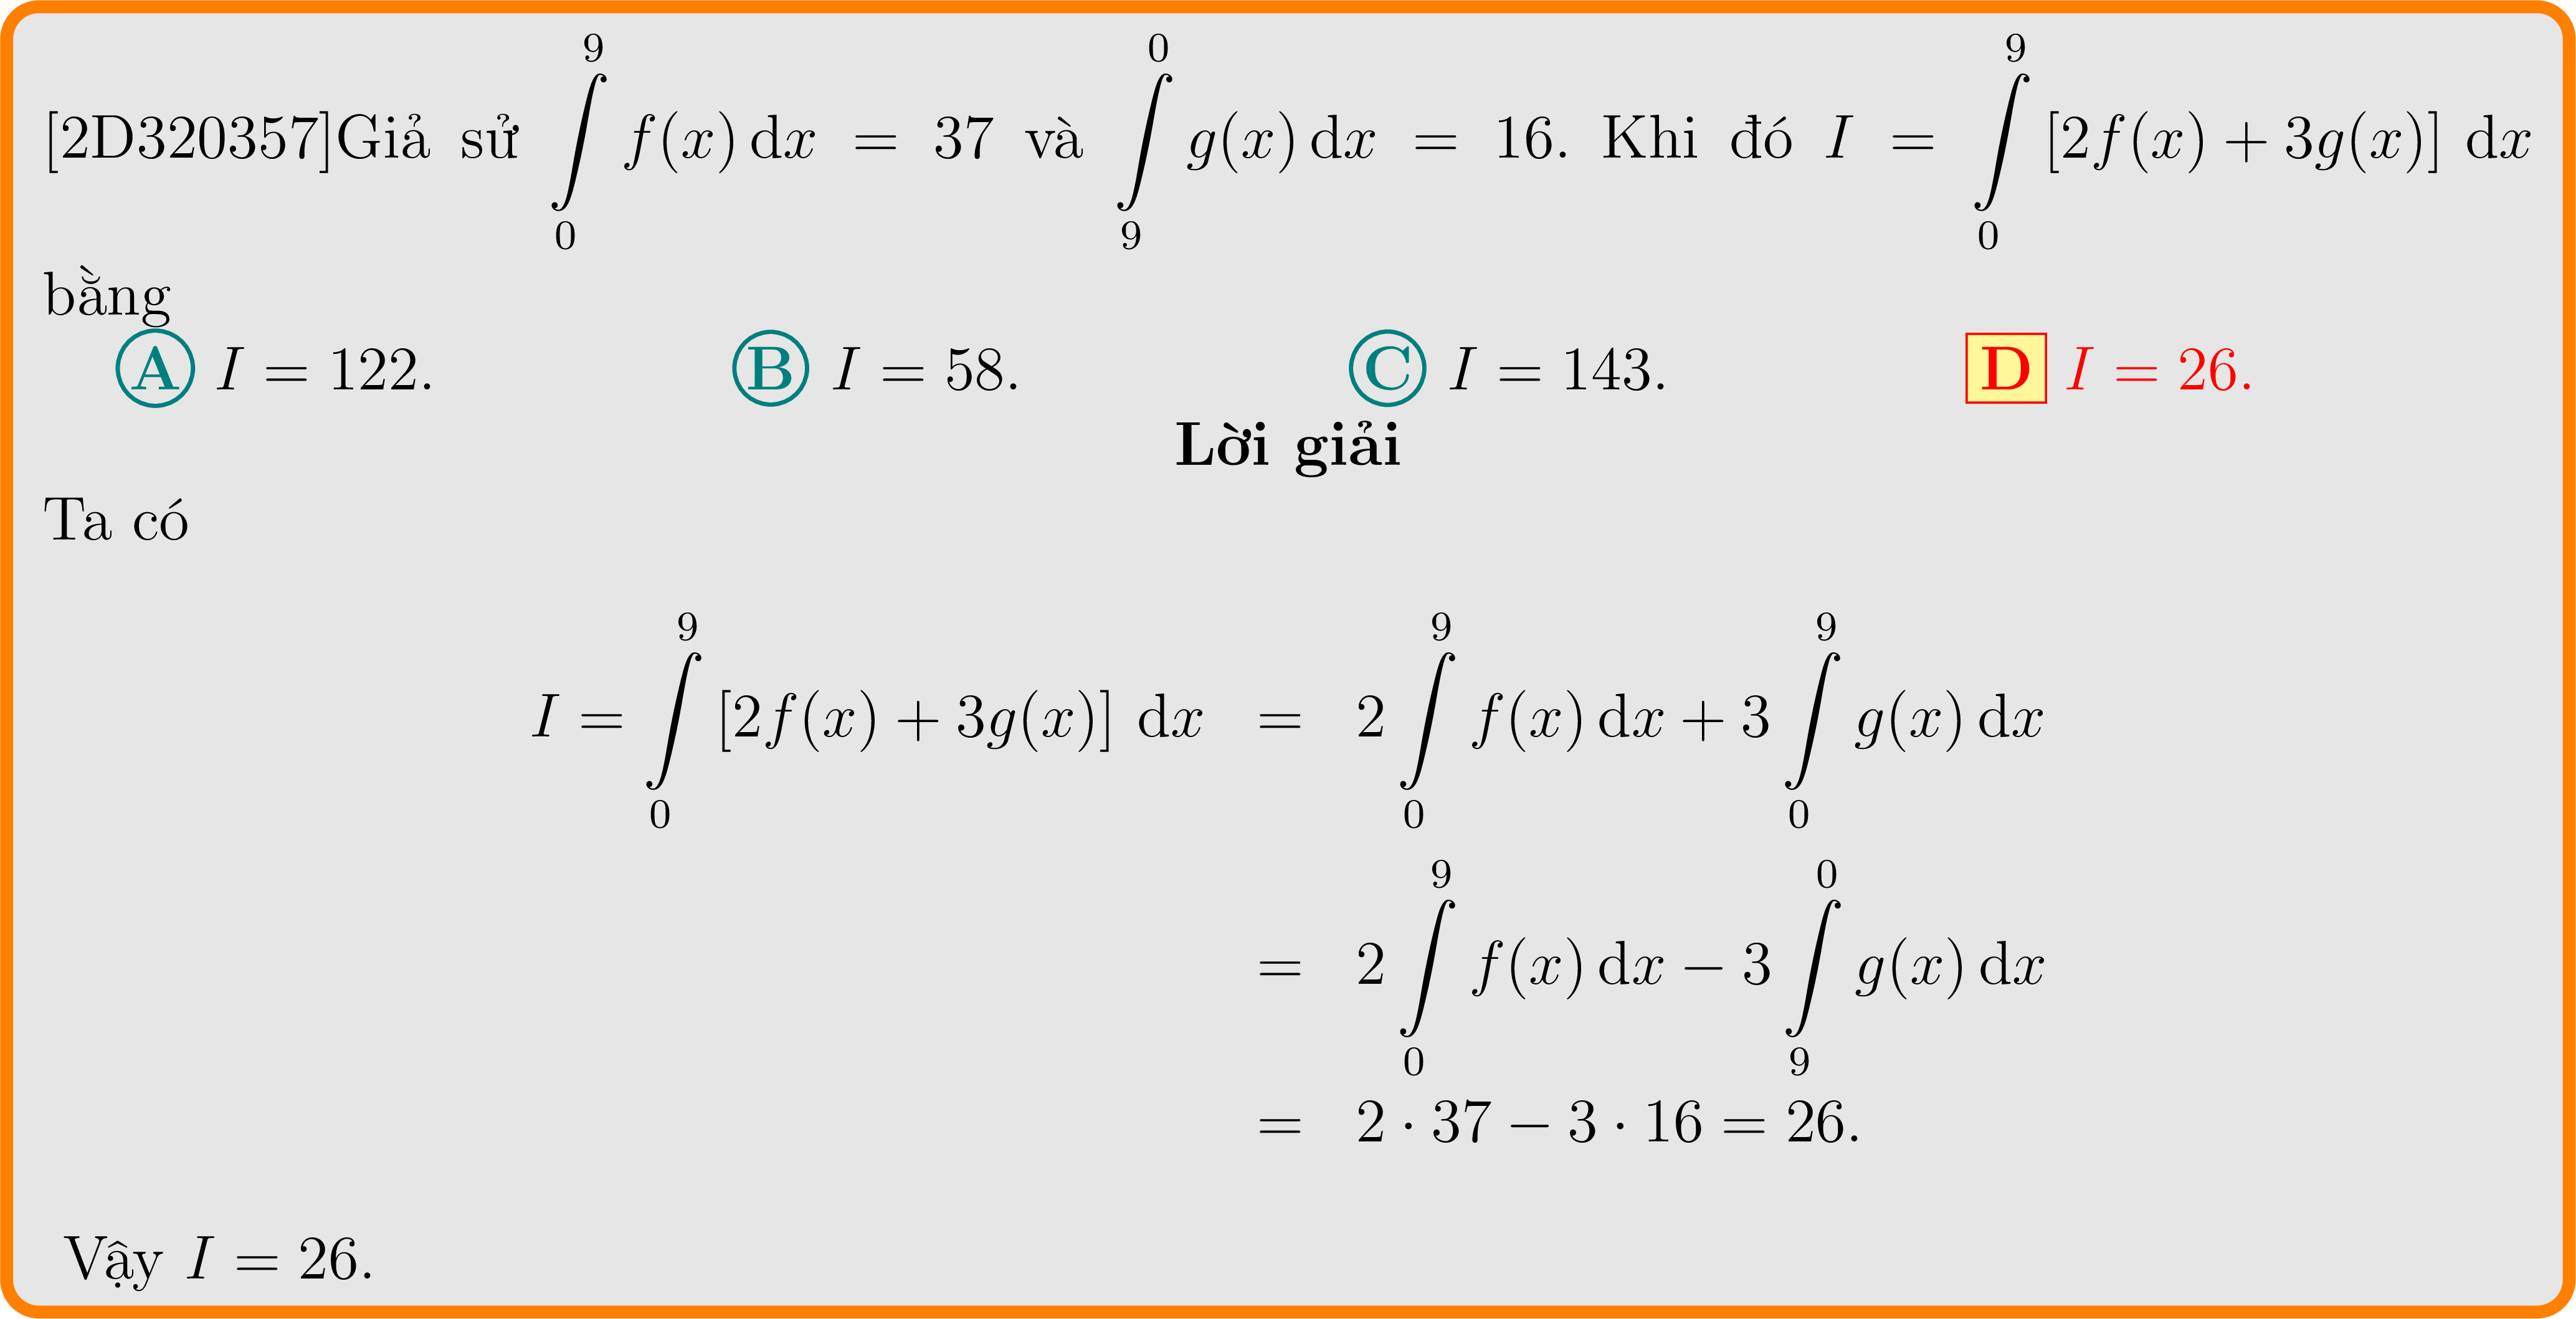 [2D320357]Giả sử $\int\limits_0^9 f(x)\,\mathrm{d}x = 37$ và $\int\limits_9^0 g(x)\,\mathrm{d}x = 16$. Khi đó $I = \int\limits_0^9 [2f(x) + 3g(x)]\,\mathrm{d}x$
bằng
A I = 122. B I = 58. C I = 143. D I = 26.
Lời giải
Ta có
$I = \int\limits_0^9 [2f(x) + 3g(x)]\,\mathrm{d}x = 2\int\limits_0^9 f(x)\,\mathrm{d}x + 3\int\limits_0^9 g(x)\,\mathrm{d}x$
$= 2\int\limits_0^9 f(x)\,\mathrm{d}x - 3\int\limits_9^0 g(x)\,\mathrm{d}x$
$= 2 \cdot 37 - 3 \cdot 16 = 26.$
Vậy I = 26.